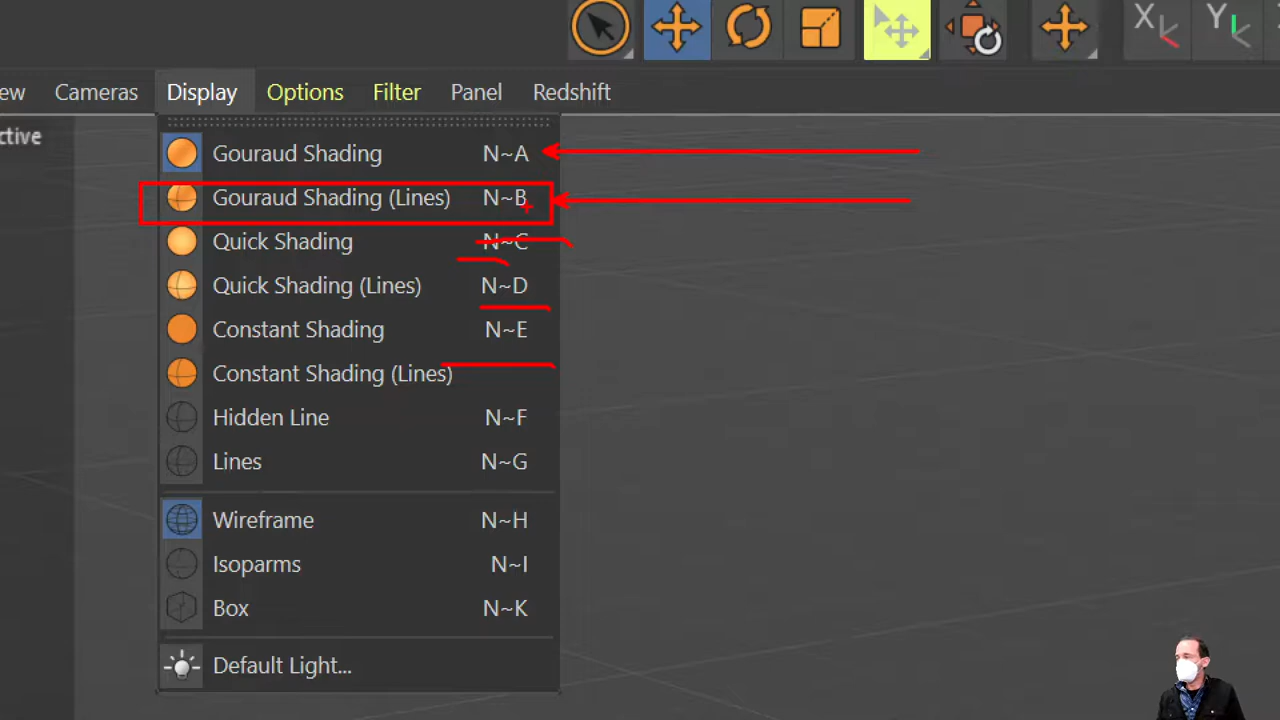 X Y
ew Cameras Display Options Filter Panel Redshift
ctive
Gouraud Shading N~A
Gouraud Shading (Lines) N~B
Quick Shading N~C
Quick Shading (Lines) N~D
Constant Shading N~E
Constant Shading (Lines)
Hidden Line N~F
Lines N~G
Wireframe N~H
Isoparms N~I
Box N~K
Default Light...